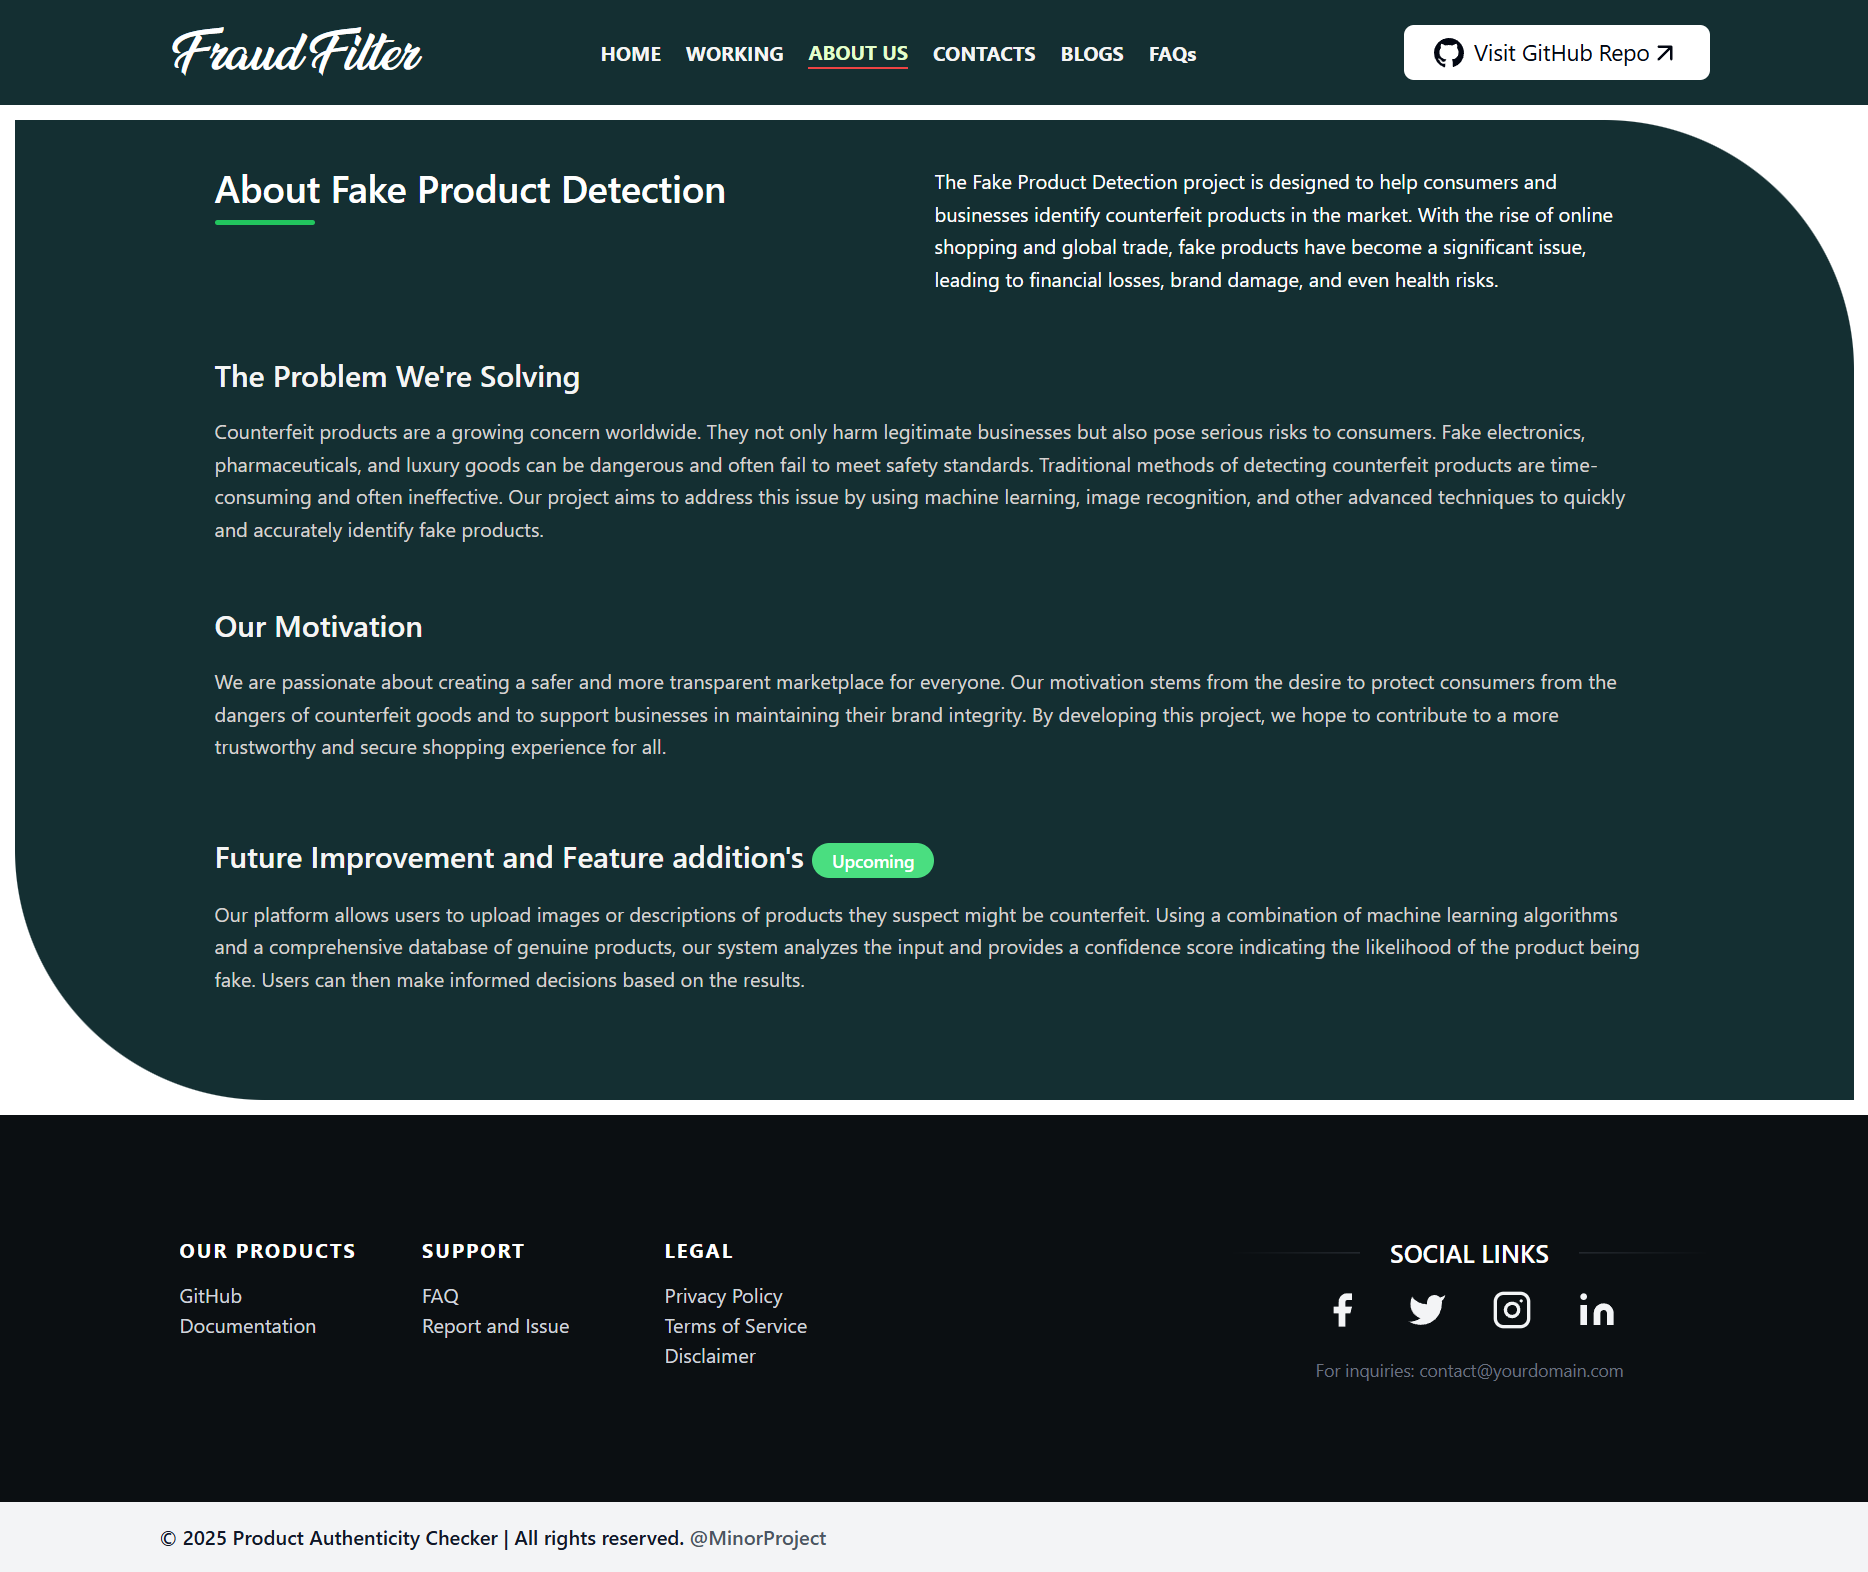 Fraud Filter
HOME WORKING ABOUT US CONTACTS BLOGS FAQs
Visit GitHub Repo
About Fake Product Detection
The Fake Product Detection project is designed to help consumers and
businesses identify counterfeit products in the market. With the rise of online
shopping and global trade, fake products have become a significant issue,
leading to financial losses, brand damage, and even health risks.
The Problem We're Solving
Counterfeit products are a growing concern worldwide. They not only harm legitimate businesses but also pose serious risks to consumers. Fake electronics,
pharmaceuticals, and luxury goods can be dangerous and often fail to meet safety standards. Traditional methods of detecting counterfeit products are time-
consuming and often ineffective. Our project aims to address this issue by using machine learning, image recognition, and other advanced techniques to quickly
and accurately identify fake products.
Our Motivation
We are passionate about creating a safer and more transparent marketplace for everyone. Our motivation stems from the desire to protect consumers from the
dangers of counterfeit goods and to support businesses in maintaining their brand integrity. By developing this project, we hope to contribute to a more
trustworthy and secure shopping experience for all.
Future Improvement and Feature addition's Upcoming
Our platform allows users to upload images or descriptions of products they suspect might be counterfeit. Using a combination of machine learning algorithms
and a comprehensive database of genuine products, our system analyzes the input and provides a confidence score indicating the likelihood of the product being
fake. Users can then make informed decisions based on the results.
OUR PRODUCTS
GitHub
Documentation
SUPPORT
FAQ
Report and Issue
LEGAL
Privacy Policy
Terms of Service
Disclaimer
SOCIAL LINKS
For inquiries: contact@yourdomain.com
© 2025 Product Authenticity Checker | All rights reserved. @MinorProject